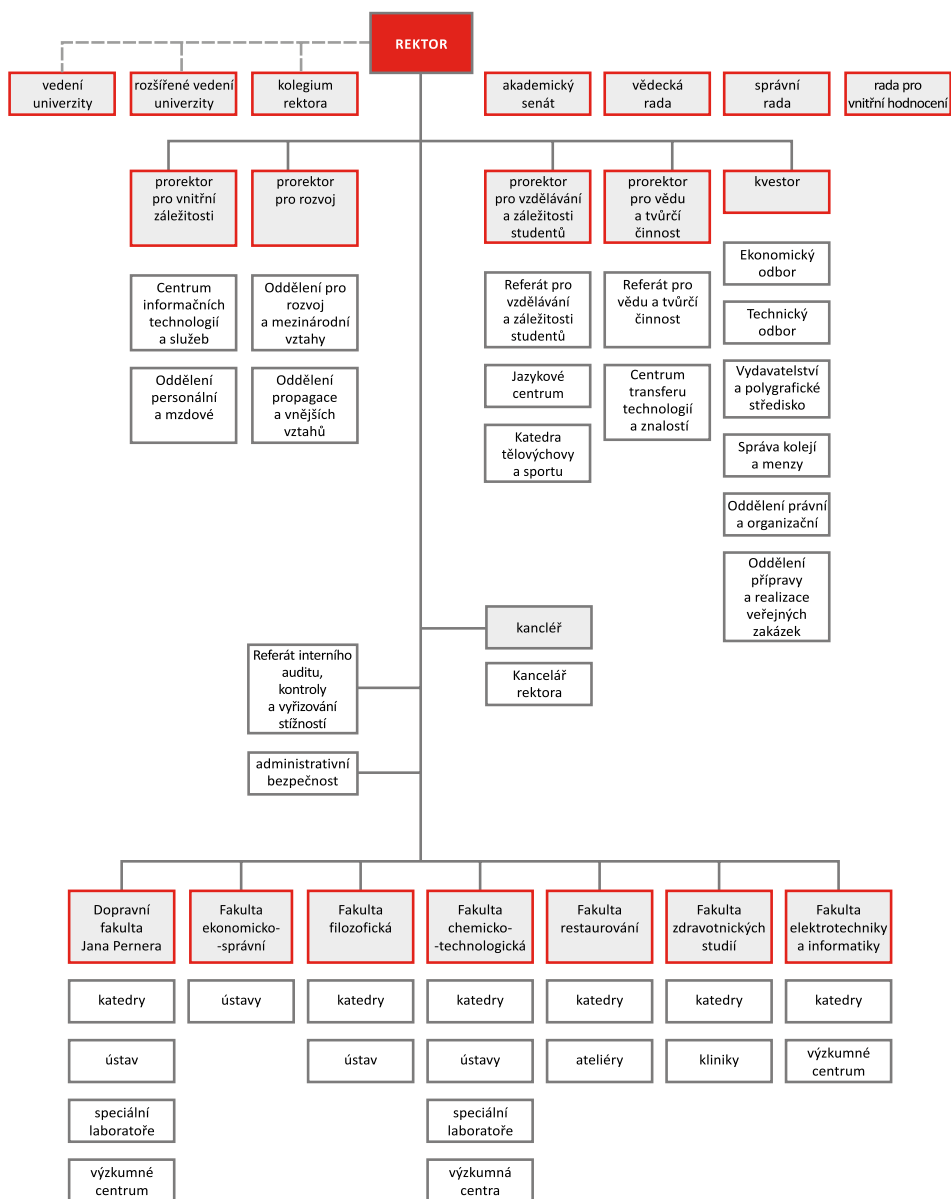 REKTOR
vedení
univerzity
rozšířené vedení
univerzity
kolegium
rektora
akademický
senát
vědecká
rada
správní
rada
rada pro
vnitřní hodnocení
prorektor
pro vnitřní
záležitosti
prorektor
pro rozvoj
prorektor
pro vzdělávání
a záležitosti
studentů
prorektor
pro vědu
a tvůrčí
činnost
kvestor
Centrum
informačních
technologií
a služeb
Oddělení
personální
a mzdové
Oddělení pro
rozvoj
a mezinárodní
vztahy
Oddělení
propagace
a vnějších
vztahů
Referát pro
vzdělávání
a záležitosti
studentů
Jazykové
centrum
Katedra
tělovýchovy
a sportu
Referát pro
vědu a tvůrčí
činnost
Centrum
transferu
technologií
a znalostí
Ekonomický
odbor
Technický
odbor
Vydavatelství
a polygrafické
středisko
Správa kolejí
a menzy
Oddělení právní
a organizační
Oddělení
přípravy
a realizace
veřejných
zakázek
kancléř
Kancelář
rektora
Referát interního
auditu,
kontroly
a vyřizování
stížností
administrativní
bezpečnost
Dopravní
fakulta
Jana Pernera
katedry
ústav
speciální
laboratoře
výzkumné
centrum
Fakulta
ekonomicko-
-správní
ústavy
Fakulta
filozofická
katedry
ústav
Fakulta
chemicko-
-technologická
katedry
ústavy
speciální
laboratoře
výzkumná
centra
Fakulta
restaurování
katedry
ateliéry
Fakulta
zdravotnických
studií
katedry
kliniky
Fakulta
elektrotechniky
a informatiky
katedry
výzkumné
centrum